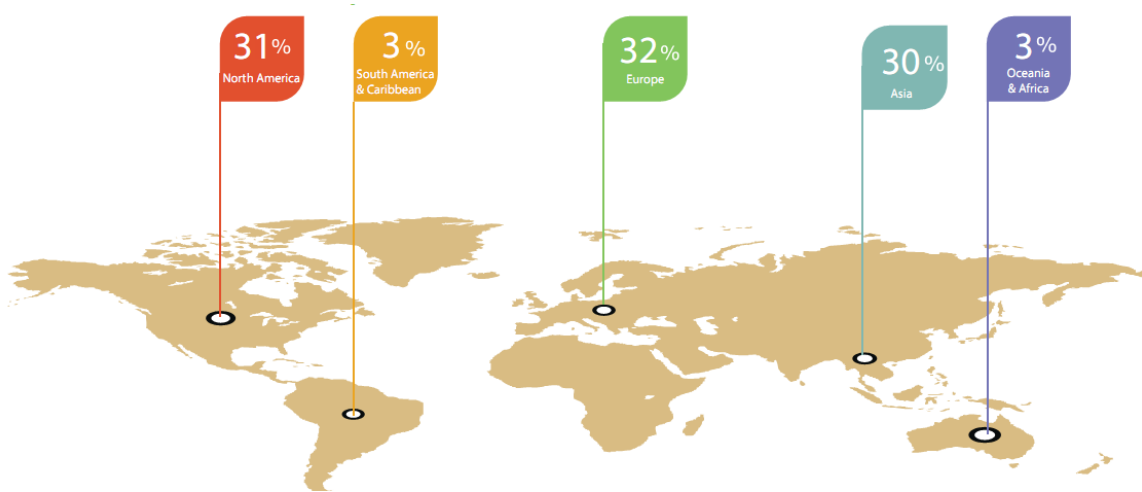 31%
North America
3%
South America
& Caribbean
32%
Europe
30%
Asia
3%
Oceania
& Africa